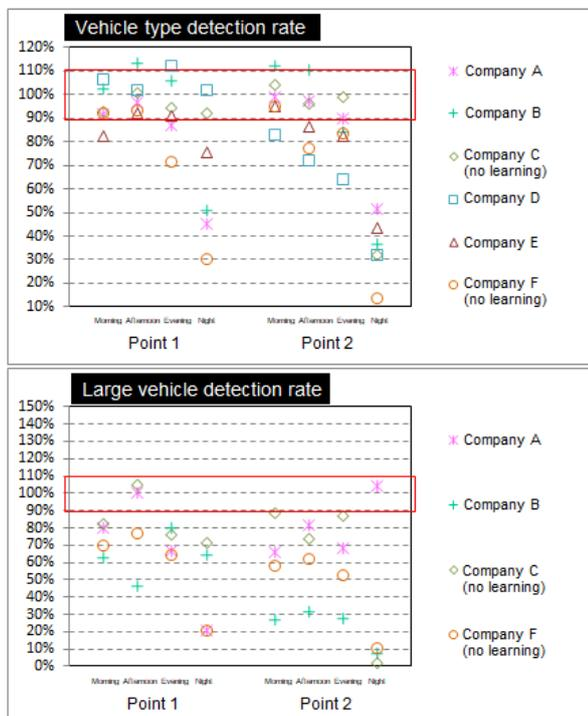 Vehicle type detection rate
120%
110%
100%
90%
80%
70%
60%
50%
40%
30%
20%
10%
Morning Afternoon Evening Night
Morning Afternoon Evening Night
Point 1
Point 2
Company A
Company B
Company C
(no learning)
Company D
Company E
Company F
(no learning)
Large vehicle detection rate
150%
140%
130%
120%
110%
100%
90%
80%
70%
60%
50%
40%
30%
20%
10%
0%
Morning Afternoon Evening Night
Morning Afternoon Evening Night
Point 1
Point 2
Company A
Company B
Company C
(no learning)
Company F
(no learning)